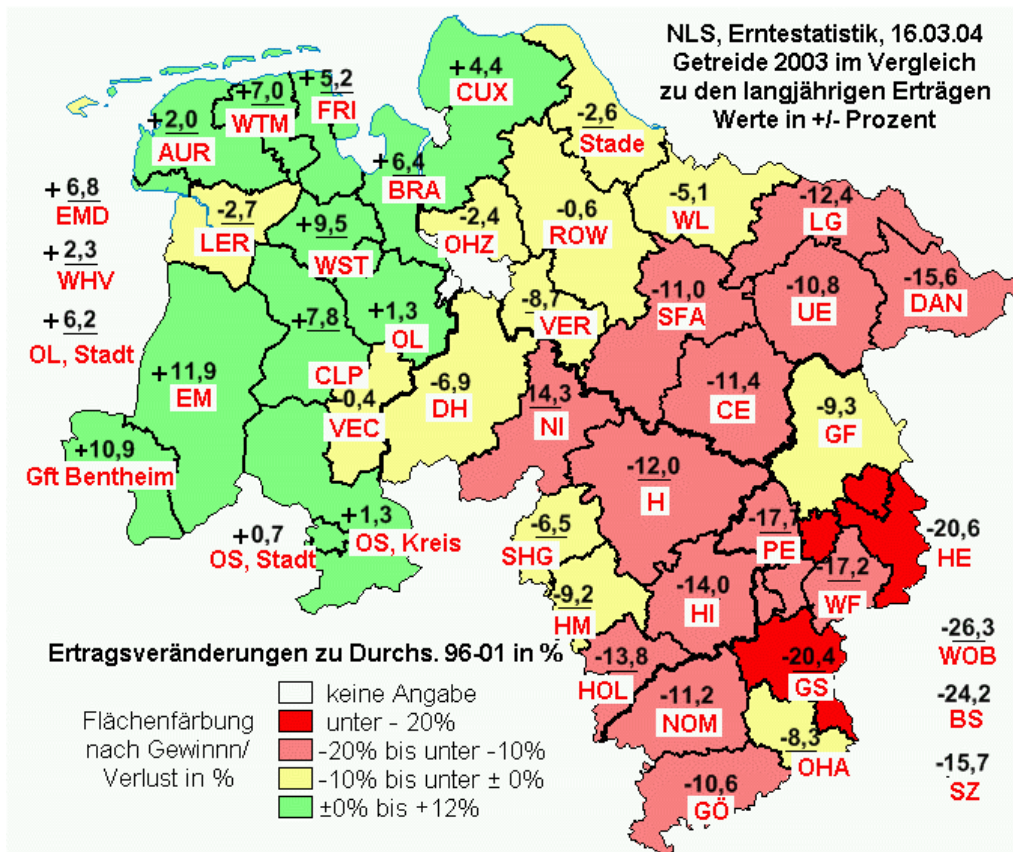 NLS, Erntestatistik, 16.03.04
Getreide 2003 im Vergleich
zu den langjährigen Erträgen
Werte in +/- Prozent
+4,4
CUX
+5,2
FRI
+7,0
WTM
+2,0
AUR
-2,6
Stade
+6,4
BRA
+6,8
EMD
-5,1
WL
-12,4
LG
-2,7
LER
+9,5
WST
-2,4
OHZ
-0,6
ROW
+2,3
WHV
-15,6
DAN
-11,0
SFA
-10,8
UE
-8,7
VER
+6,2
OL, Stadt
+7,8
CLP
+1,3
OL
+11,9
EM
-0,4
VEC
-6,9
DH
14,3
NI
-11,4
CE
-9,3
GF
+10,9
Gft Bentheim
-12,0
H
+0,7
OS, Stadt
+1,3
OS, Kreis
-6,5
SHG
-17,7
PE
-20,6
HE
-9,2
HM
-14,0
HI
-17,2
WF
-26,3
WOB
-13,8
HOL
-11,2
NOM
-20,4
GS
-24,2
BS
-8,3
OHA
-15,7
SZ
-10,6
GÖ
Ertragsveränderungen zu Durchs. 96-01 in %
Flächenfärbung
nach Gewinnn/
Verlust in %
keine Angabe
unter - 20%
-20% bis unter -10%
-10% bis unter ± 0%
±0% bis +12%